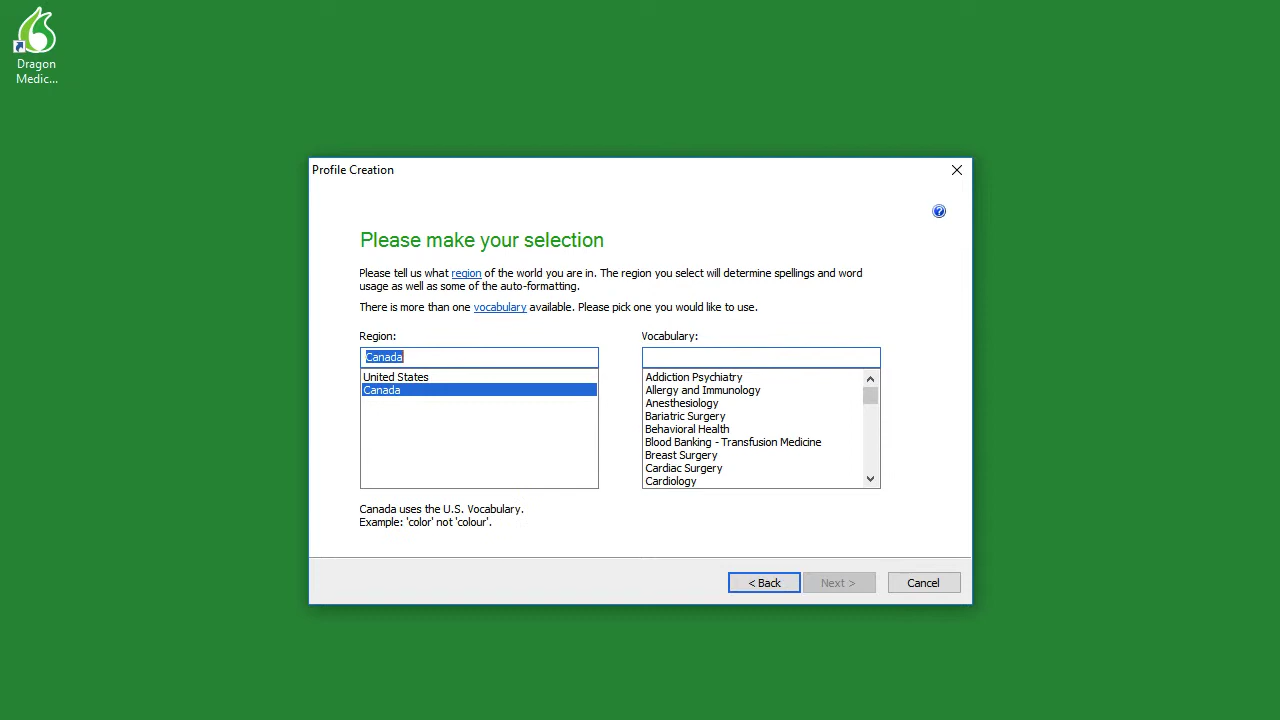 Dragon
Medic...
Profile Creation
Please make your selection
Please tell us what region of the world you are in. The region you select will determine spellings and word
usage as well as some of the auto-formatting.
There is more than one vocabulary available. Please pick one you would like to use.
Region:
Canada
United States
Canada
Vocabulary:
Addiction Psychiatry
Allergy and Immunology
Anesthesiology
Bariatric Surgery
Behavioral Health
Blood Banking - Transfusion Medicine
Breast Surgery
Cardiac Surgery
Cardiology
Canada uses the U.S. Vocabulary.
Example: 'color' not 'colour'.
< Back
Next >
Cancel